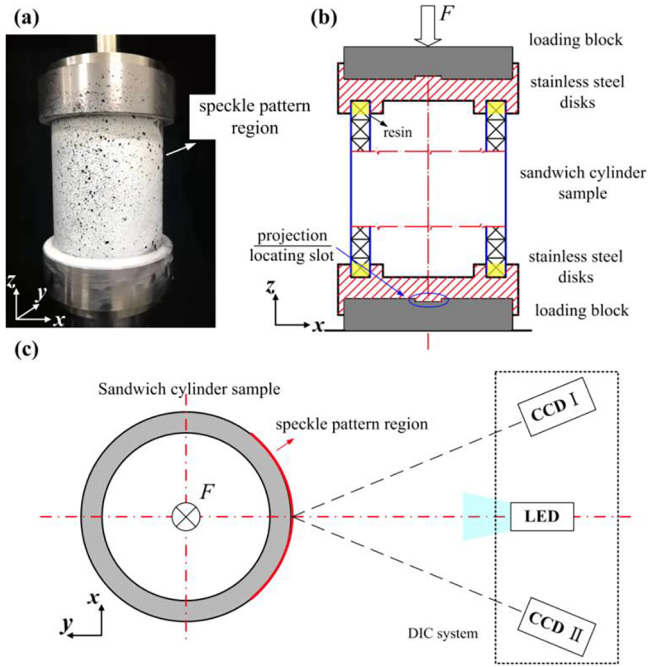 (a)
speckle pattern
region
z
y
x
(b)
F
loading block
stainless steel
disks
resin
sandwich cylinder
sample
projection
locating slot
stainless steel
disks
loading block
z
x
(c)
Sandwich cylinder sample
speckle pattern region
F
CCD I
LED
CCD II
DIC system
x
y